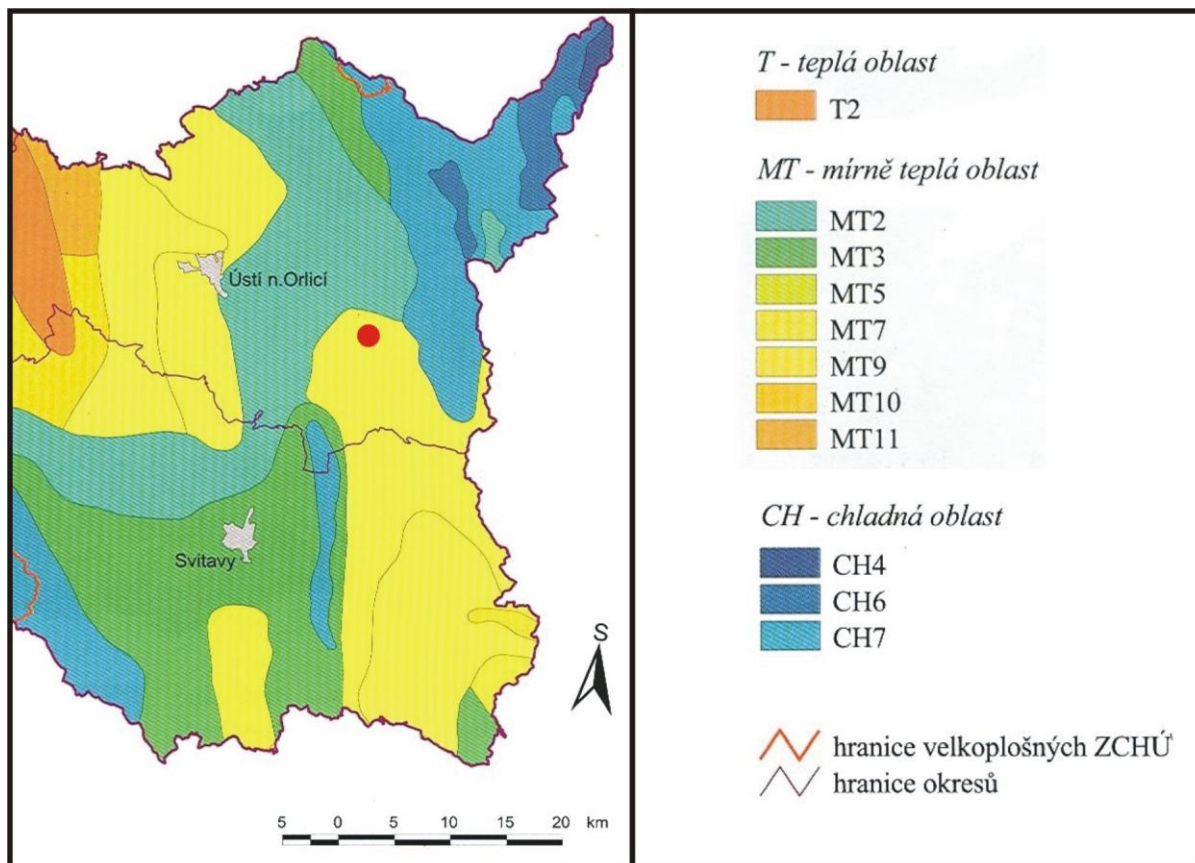 Ústí n.Orlicí
Svitavy
S
5 0 5 10 15 20 km
T - teplá oblast
T2
MT - mírně teplá oblast
MT2
MT3
MT5
MT7
MT9
MT10
MT11
CH - chladná oblast
CH4
CH6
CH7
hranice velkoplošných ZCHÚ
hranice okresů